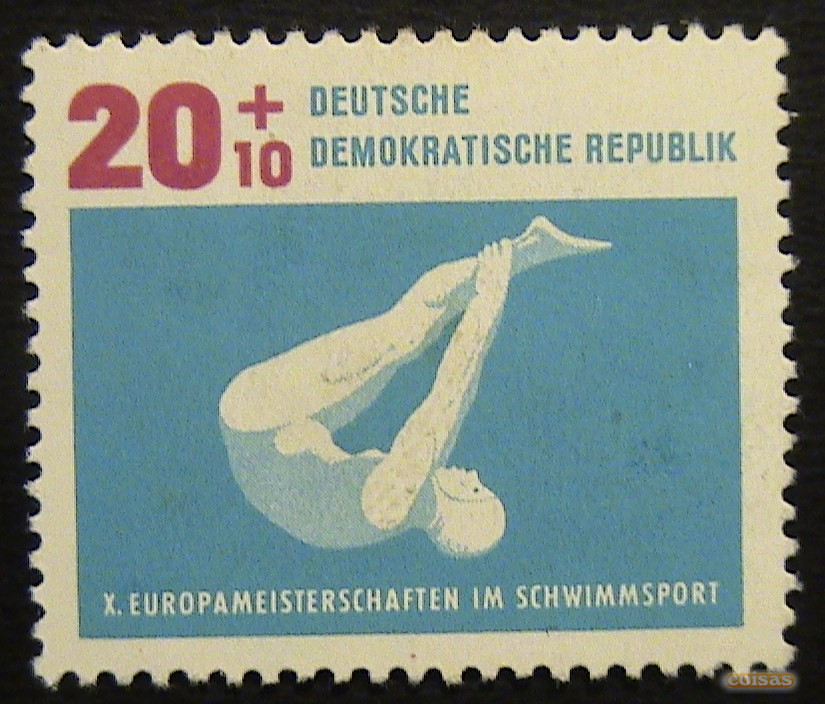 20 + 10
DEUTSCHE
DEMOKRATISCHE REPUBLIK
X. EUROPAMEISTERSCHAFTEN IM SCHWIMMSPORT
coisas